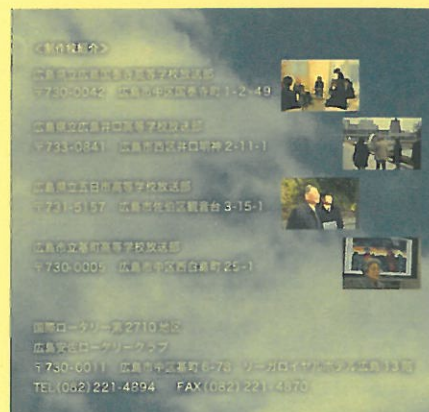 <制作校紹介>
広島県立広島国泰寺高等学校放送部
〒730-0042 広島市中区国泰寺町1-2-49
広島県立広島井口高等学校放送部
〒733-0841 広島市西区井口明神2-11-1
広島県立五日市高等学校放送部
〒731-5157 広島市佐伯区観音台3-15-1
広島市立基町高等学校放送部
〒730-0005 広島市中区西白島町25-1
国際ロータリー第2710地区
広島安佐ロータリークラブ
〒730-0011 広島市中区基町6-78 リーガロイヤルホテル広島13階
TEL(082)221-4894 FAX(082)221-4870